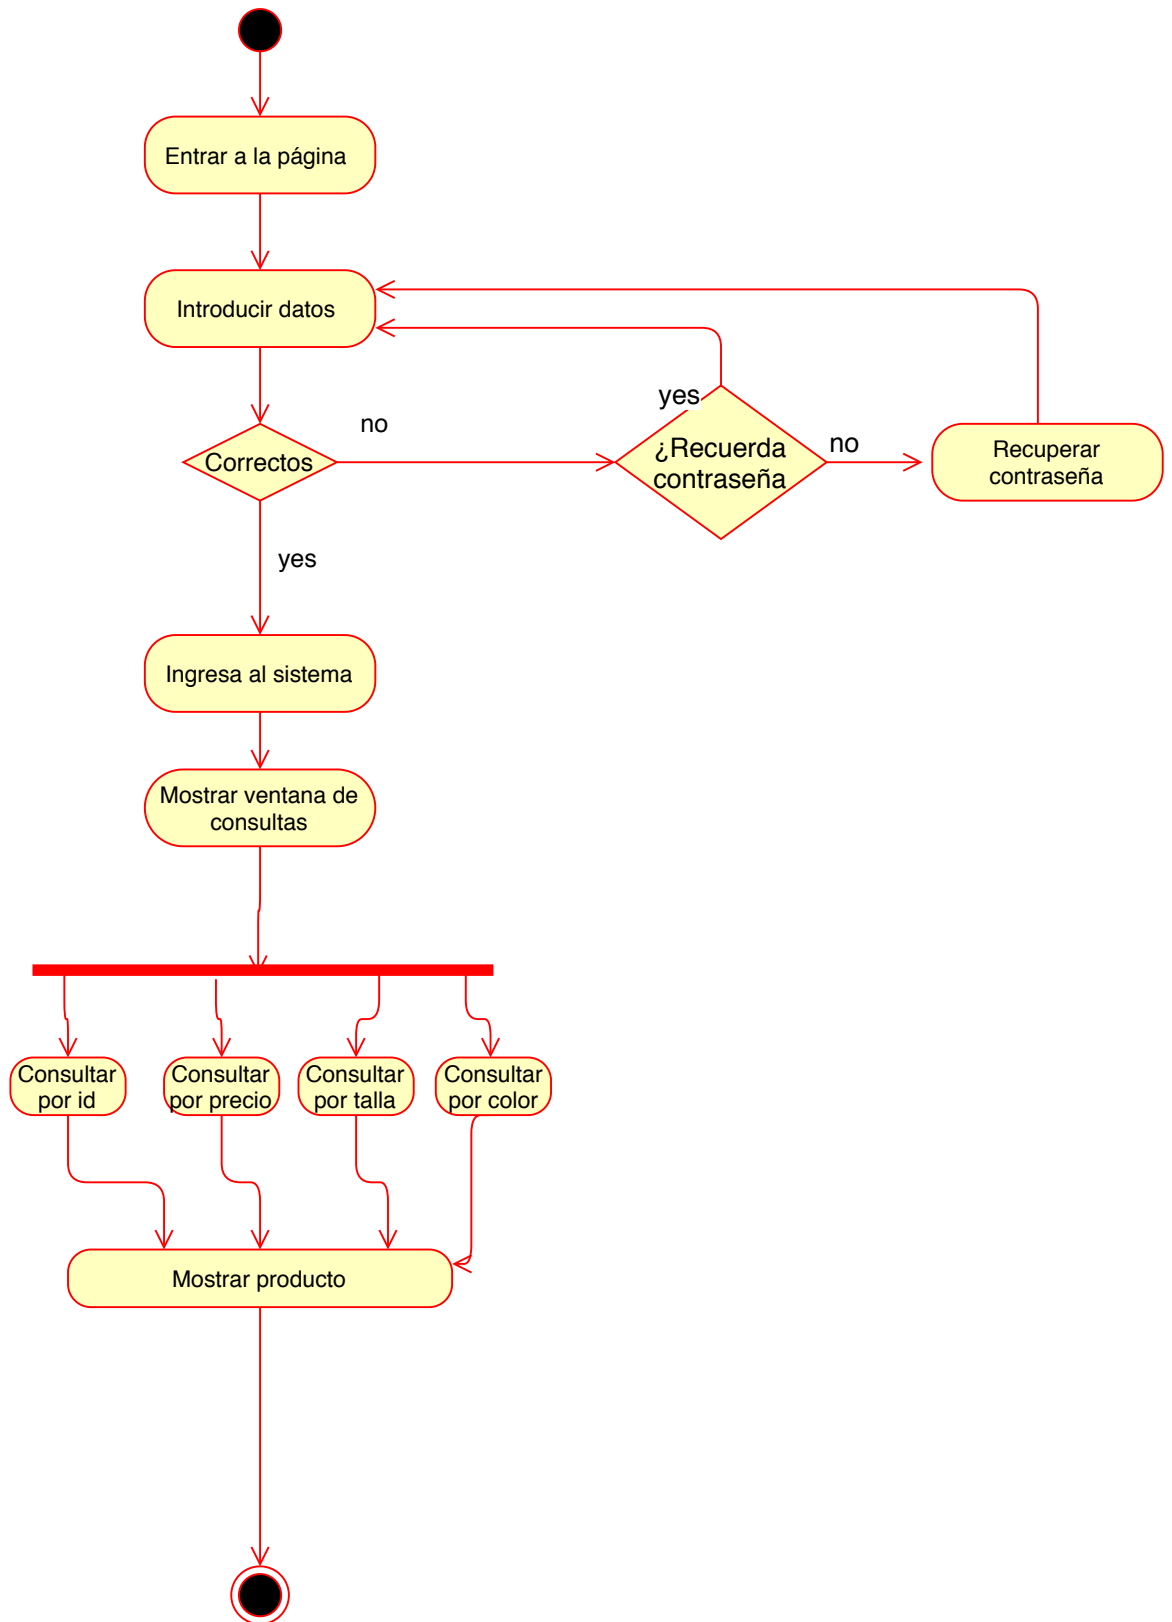 Entrar a la página
Introducir datos
no
Correctos
yes
¿Recuerda
contraseña
no
Recuperar
contraseña
yes
Ingresa al sistema
Mostrar ventana de
consultas
Consultar
por id
Consultar
por precio
Consultar
por talla
Consultar
por color
Mostrar producto